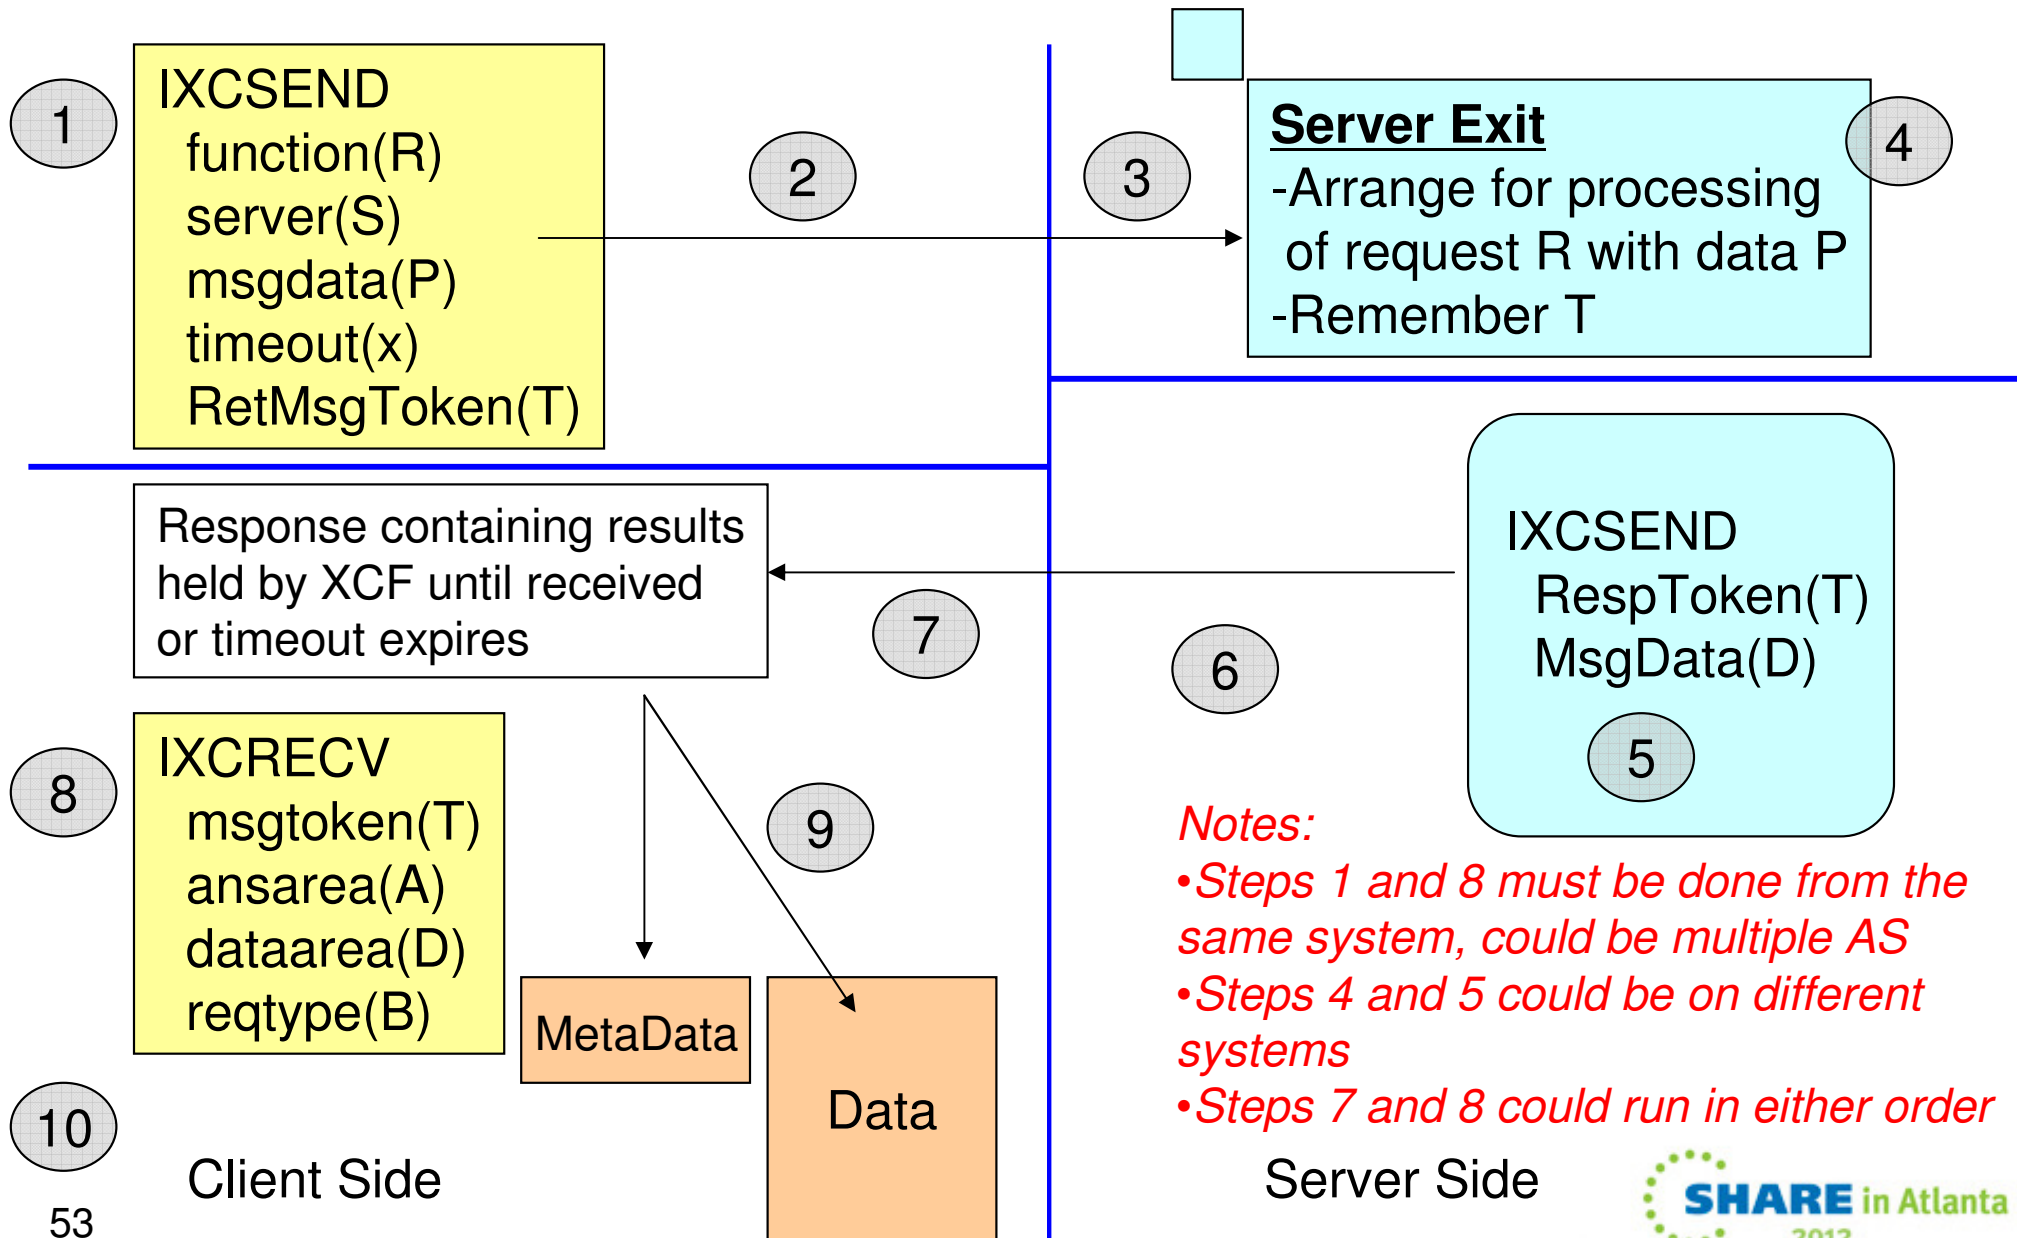 1
IXCSEND
function(R)
server(S)
msgdata(P)
timeout(x)
RetMsgToken(T)
2
3
Server Exit
-Arrange for processing
of request R with data P
-Remember T
4
Response containing results
held by XCF until received
or timeout expires
7
6
IXCSEND
RespToken(T)
MsgData(D)
5
8
IXCRECV
msgtoken(T)
ansarea(A)
dataarea(D)
reqtype(B)
9
MetaData
Data
10
Client Side
53
Notes:
•Steps 1 and 8 must be done from the
same system, could be multiple AS
•Steps 4 and 5 could be on different
systems
•Steps 7 and 8 could run in either order
Server Side
SHARE in Atlanta
2012